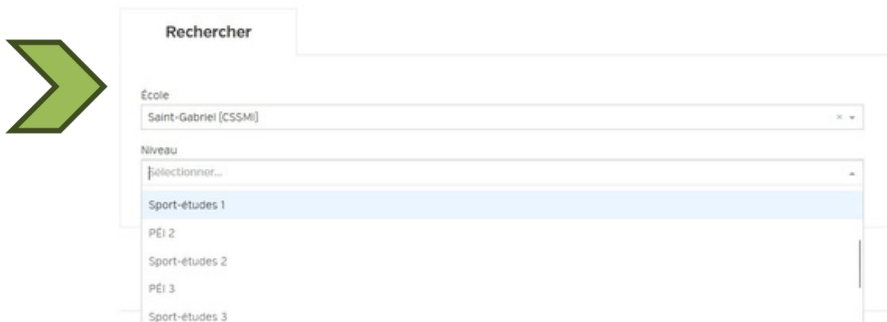 Rechercher
École
Saint-Gabriel (CSSMI)
Niveau
Sélectionner...
Sport-études 1
PÉI 2
Sport-études 2
PÉI 3
Sport-études 3